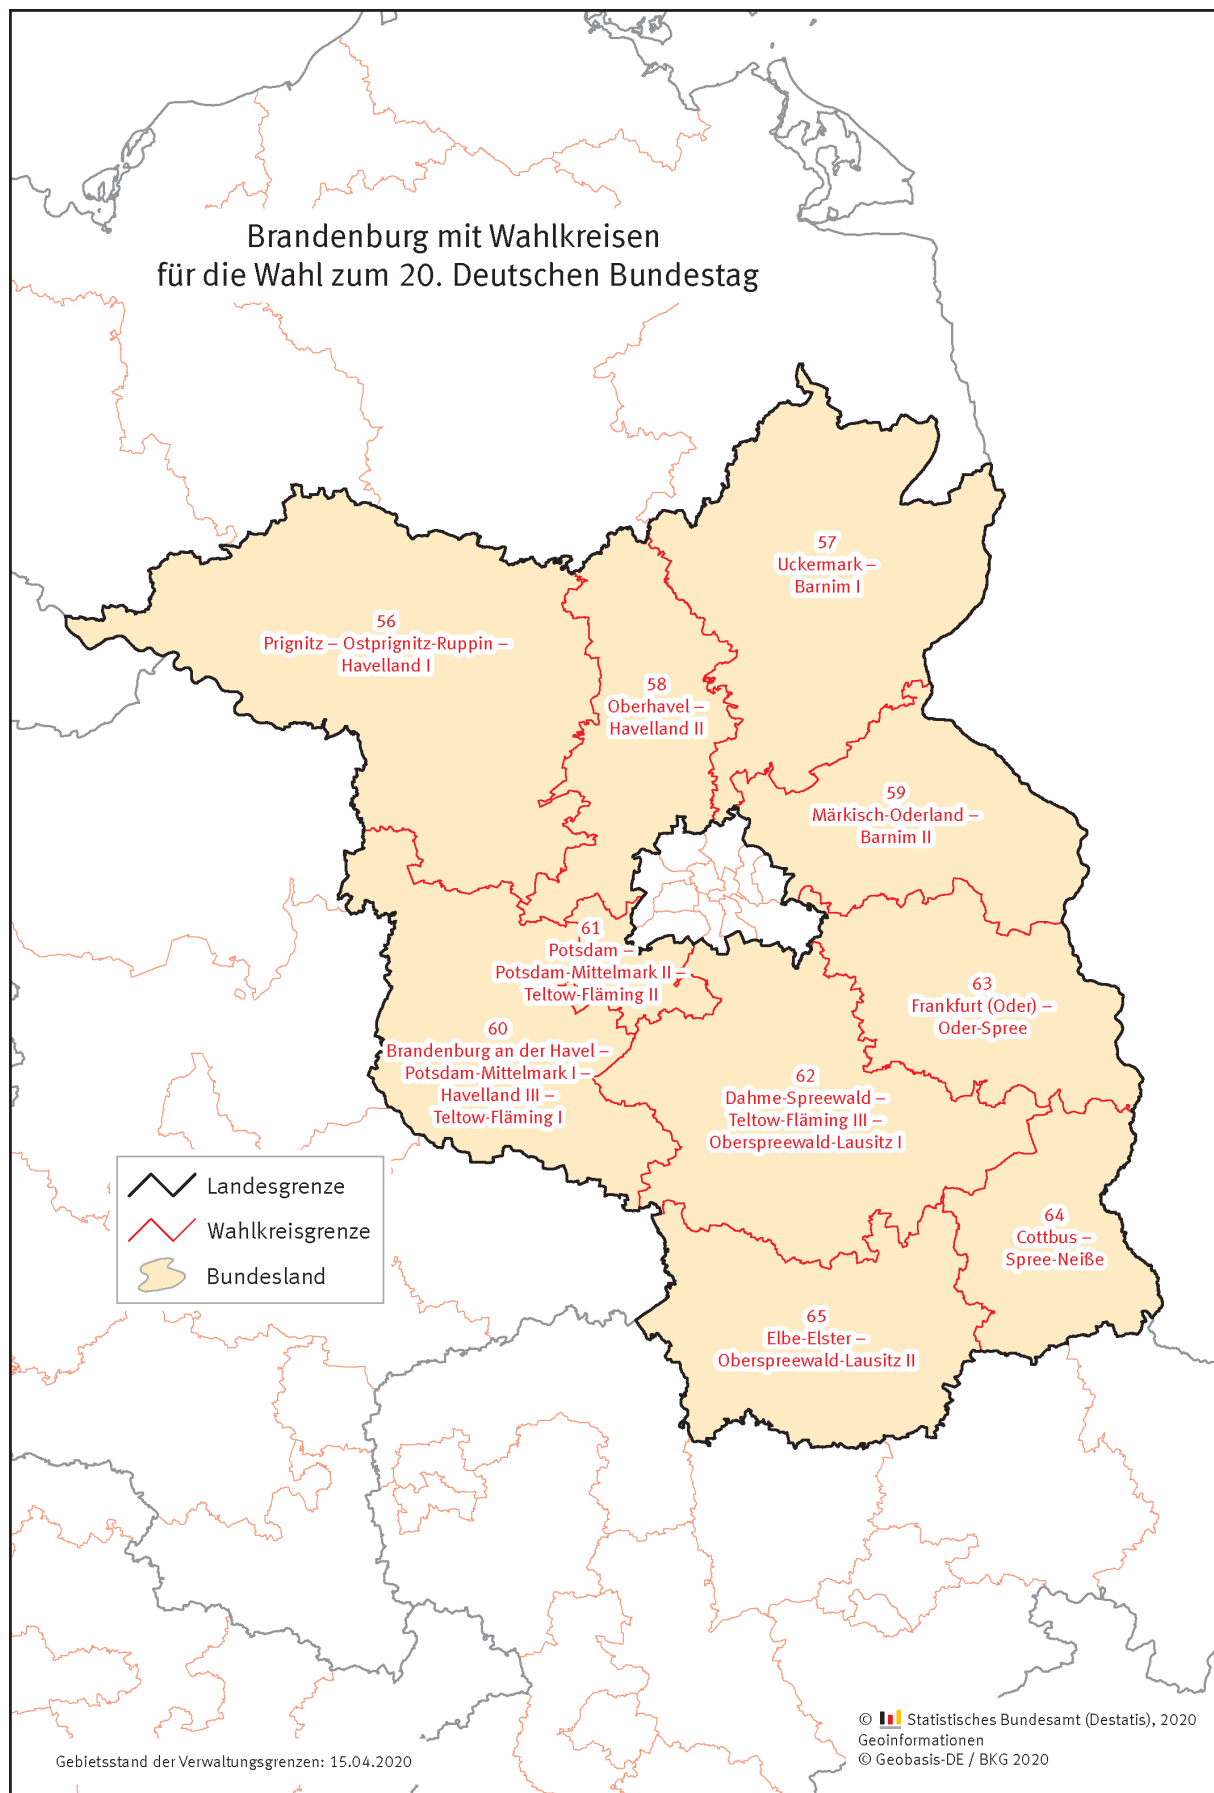 Brandenburg mit Wahlkreisen
für die Wahl zum 20. Deutschen Bundestag
57
Uckermark –
Barnim I
56
Prignitz – Ostprignitz-Ruppin –
Havelland I
58
Oberhavel –
Havelland II
59
Märkisch-Oderland –
Barnim II
61
Potsdam –
Potsdam-Mittelmark II –
Teltow-Fläming II
63
Frankfurt (Oder) –
Oder-Spree
60
Brandenburg an der Havel –
Potsdam-Mittelmark I –
Havelland III –
Teltow-Fläming I
62
Dahme-Spreewald –
Teltow-Fläming III –
Oberspreewald-Lausitz I
64
Cottbus –
Spree-Neiße
65
Elbe-Elster –
Oberspreewald-Lausitz II
Landesgrenze
Wahlkreisgrenze
Bundesland
© Statistisches Bundesamt (Destatis), 2020
Geoinformationen
© Geobasis-DE / BKG 2020
Gebietsstand der Verwaltungsgrenzen: 15.04.2020